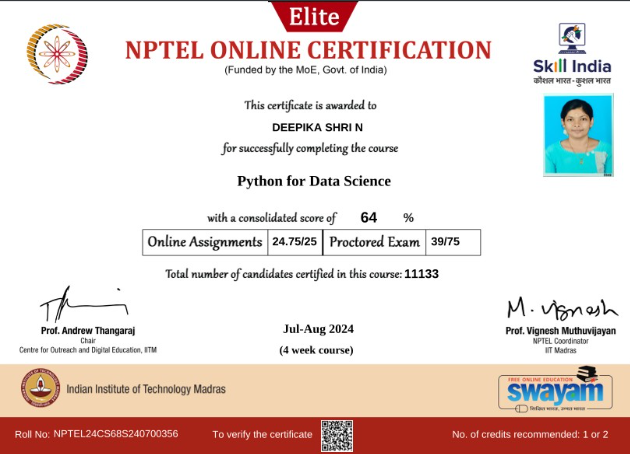 Elite
NPTEL ONLINE CERTIFICATION
(Funded by the MoE, Govt. of India)
Skill India
कौशल भारत - कुशल भारत
This certificate is awarded to
DEEPIKA SHRI N
for successfully completing the course
Python for Data Science
with a consolidated score of 64 %
Online Assignments 24.75/25 Proctored Exam 39/75
Total number of candidates certified in this course: 11133
Prof. Andrew Thangaraj
Chair
Centre for Outreach and Digital Education, IITM
Jul-Aug 2024
(4 week course)
M. Vignesh
Prof. Vignesh Muthuvijayan
NPTEL Coordinator
IIT Madras
Indian Institute of Technology Madras
FREE ONLINE EDUCATION
swayam
शिक्षित भारत, उन्नत भारत
Roll No: NPTEL24CS68S240700356
To verify the certificate
No. of credits recommended: 1 or 2